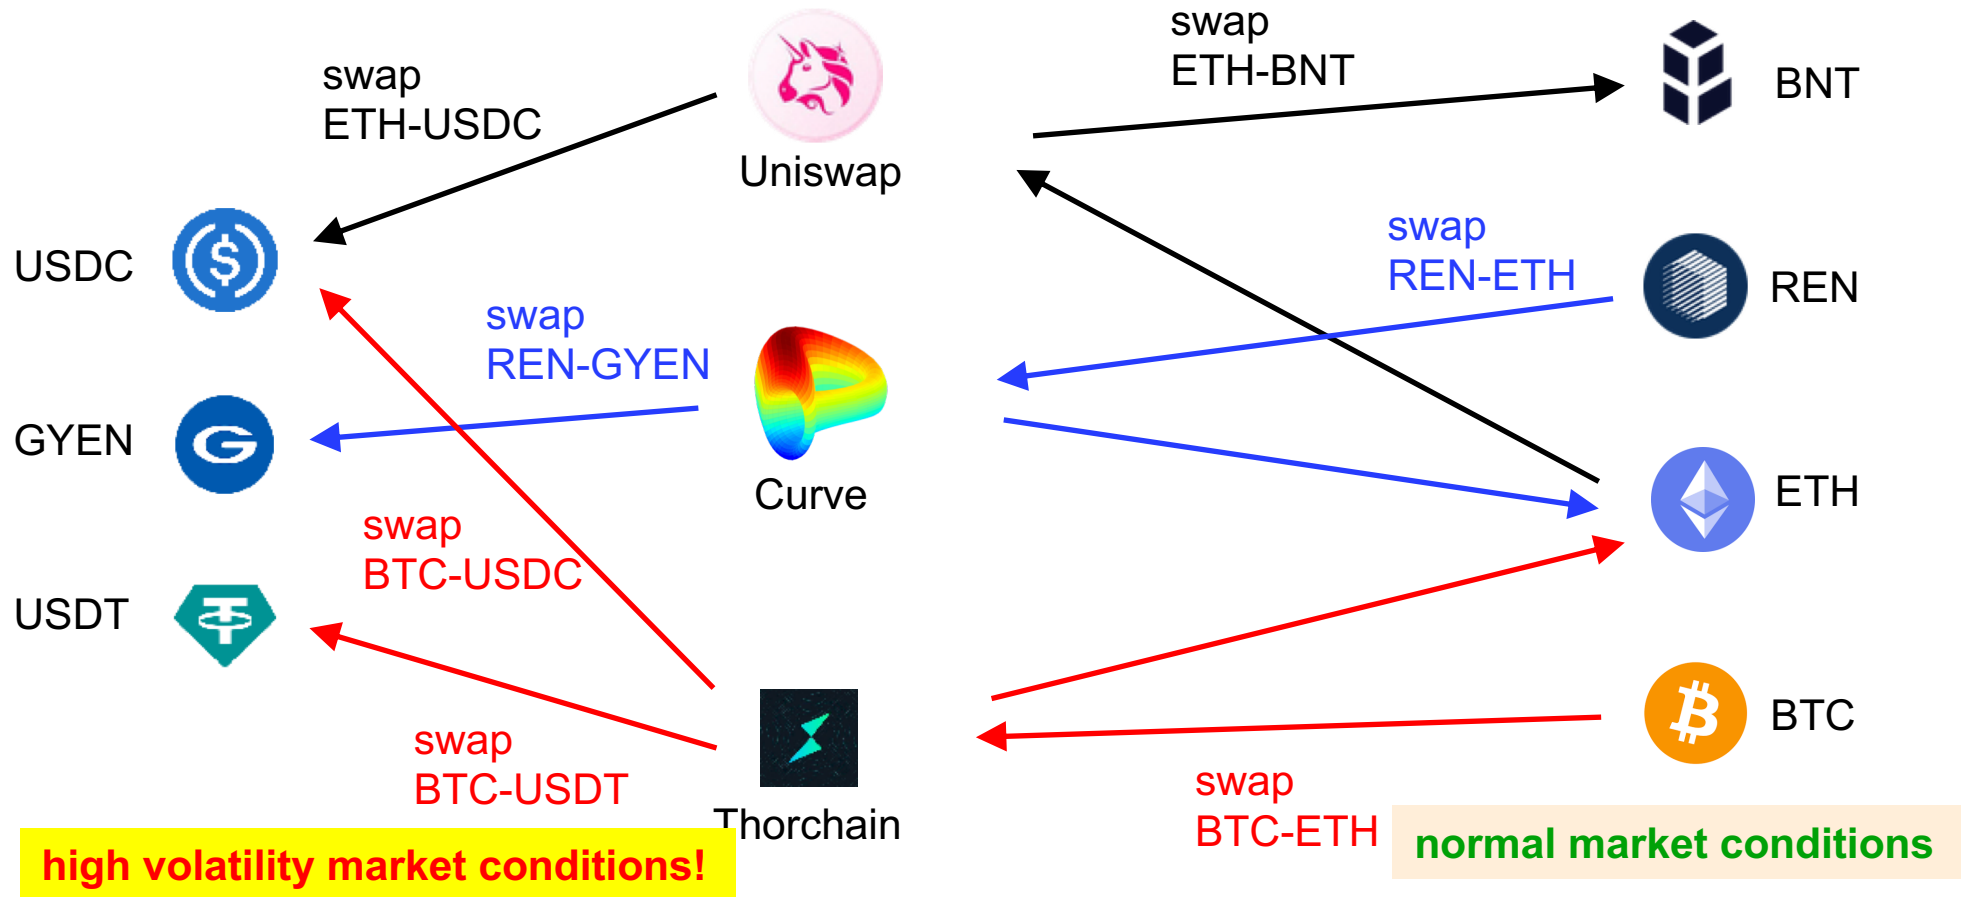 swap
ETH-BNT
swap
ETH-USDC
BNT
Uniswap
swap
REN-ETH
USDC
REN
swap
REN-GYEN
GYEN
Curve
ETH
swap
BTC-USDC
USDT
BTC
swap
BTC-USDT
swap
BTC-ETH
Thorchain
normal market conditions
high volatility market conditions!